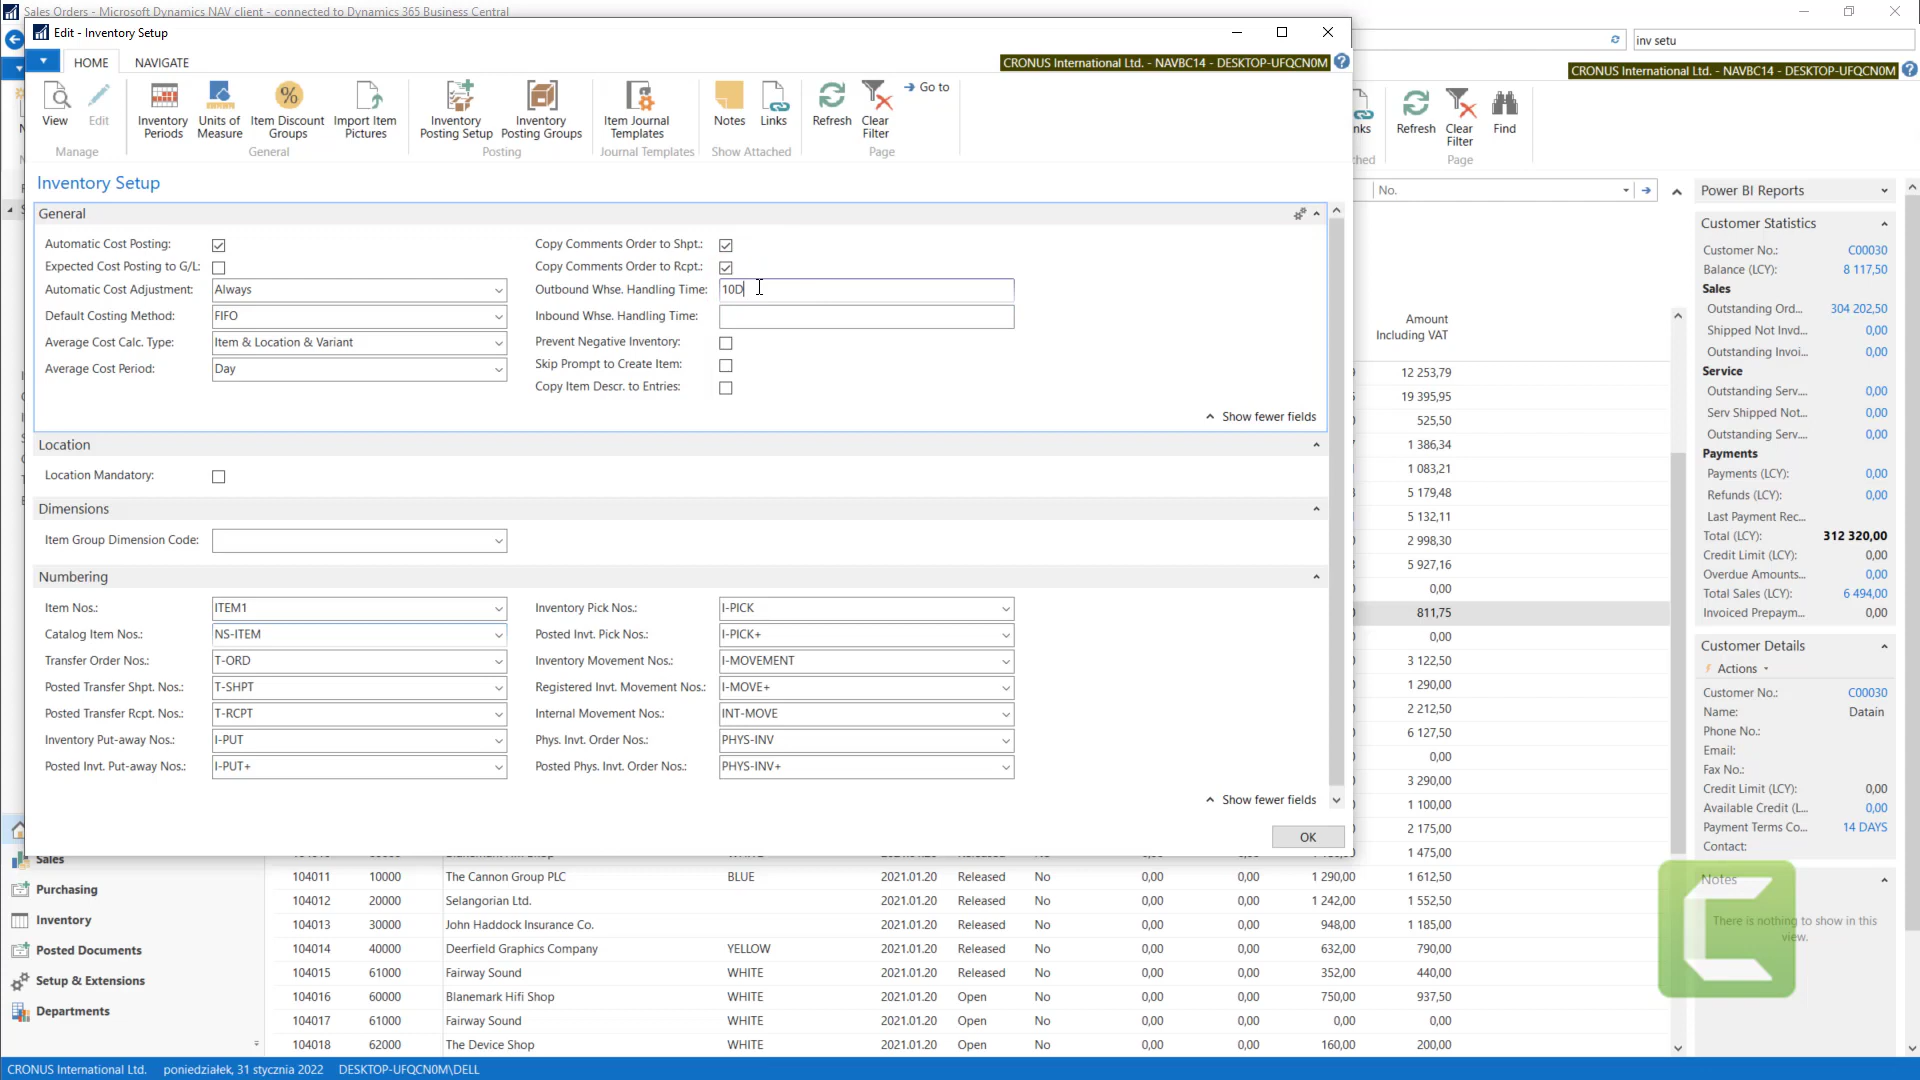 Sales Orders - Microsoft Dynamics NAV client - connected to Dynamics 365 Business Central
Edit - Inventory Setup
inv setu
HOME
NAVIGATE
CRONUS International Ltd. - NAVBC14 - DESKTOP-UFQCN0M
CRONUS International Ltd. - NAVBC14 - DESKTOP-UFQCN0M
View
Edit
Inventory Periods
Units of Measure
Item Discount Groups
Import Item Pictures
Inventory Posting Setup
Inventory Posting Groups
Item Journal Templates
Notes
Links
Refresh
Clear Filter
Go to
Refresh
Clear Filter
Find
Manage
General
Posting
Journal Templates
Show Attached
Page
Page
Inventory Setup
General
Automatic Cost Posting:
Expected Cost Posting to G/L:
Automatic Cost Adjustment: Always
Default Costing Method: FIFO
Average Cost Calc. Type: Item & Location & Variant
Average Cost Period: Day
Copy Comments Order to Shpt.:
Copy Comments Order to Rcpt.:
Outbound Whse. Handling Time: 10D
Inbound Whse. Handling Time:
Prevent Negative Inventory:
Skip Prompt to Create Item:
Copy Item Descr. to Entries:
Show fewer fields
Location
Location Mandatory:
Dimensions
Item Group Dimension Code:
Numbering
Item Nos.: ITEM1
Catalog Item Nos.: NS-ITEM
Transfer Order Nos.: T-ORD
Posted Transfer Shpt. Nos.: T-SHPT
Posted Transfer Rcpt. Nos.: T-RCPT
Inventory Put-away Nos.: I-PUT
Posted Invt. Put-away Nos.: I-PUT+
Inventory Pick Nos.: I-PICK
Posted Invt. Pick Nos.: I-PICK+
Inventory Movement Nos.: I-MOVEMENT
Registered Invt. Movement Nos.: I-MOVE+
Internal Movement Nos.: INT-MOVE
Phys. Invt. Order Nos.: PHYS-INV
Posted Phys. Invt. Order Nos.: PHYS-INV+
Show fewer fields
OK
No.
Amount
Including VAT
12 253,79
19 395,95
525,50
1 386,34
1 083,21
5 179,48
5 132,11
2 998,30
5 927,16
0,00
811,75
0,00
3 122,50
1 290,00
2 212,50
6 127,50
0,00
3 290,00
1 100,00
2 175,00
1 475,00
104011 10000 The Cannon Group PLC BLUE 2021.01.20 Released No 0,00 0,00 1 290,00 1 612,50
104012 20000 Selangorian Ltd. 2021.01.20 Released No 0,00 0,00 1 242,00 1 552,50
104013 30000 John Haddock Insurance Co. 2021.01.20 Released No 0,00 0,00 948,00 1 185,00
104014 40000 Deerfield Graphics Company YELLOW 2021.01.20 Released No 0,00 0,00 632,00 790,00
104015 61000 Fairway Sound WHITE 2021.01.20 Released No 0,00 0,00 352,00 440,00
104016 60000 Blanemark Hifi Shop WHITE 2021.01.20 Open No 0,00 0,00 750,00 937,50
104017 61000 Fairway Sound WHITE 2021.01.20 Open No 0,00 0,00 0,00 0,00
104018 62000 The Device Shop WHITE 2021.01.20 Open No 0,00 0,00 160,00 200,00
Sales
Purchasing
Inventory
Posted Documents
Setup & Extensions
Departments
Power BI Reports
Customer Statistics
Customer No.: C00030
Balance (LCY): 8 117,50
Sales
Outstanding Ord... 304 202,50
Shipped Not Invd... 0,00
Outstanding Invoi... 0,00
Service
Outstanding Serv.... 0,00
Serv Shipped Not... 0,00
Outstanding Serv.... 0,00
Payments
Payments (LCY): 0,00
Refunds (LCY): 0,00
Last Payment Rec...
Total (LCY): 312 320,00
Credit Limit (LCY): 0,00
Overdue Amounts... 0,00
Total Sales (LCY): 6 494,00
Invoiced Prepaym... 0,00
Customer Details
Actions
Customer No.: C00030
Name: Datain
Phone No.:
Email:
Fax No.:
Credit Limit (LCY): 0,00
Available Credit (L... 0,00
Payment Terms Co... 14 DAYS
Contact:
Notes
There is nothing to show in this view.
CRONUS International Ltd. poniedziałek, 31 stycznia 2022 DESKTOP-UFQCN0M\DELL